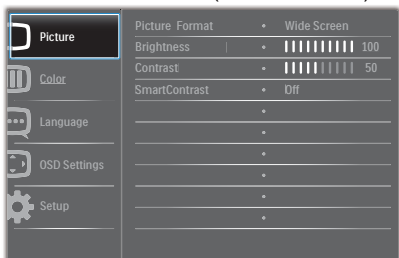 Picture
Color
Language
OSD Settings
Setup
Picture Format • Wide Screen
Brightness • 100
Contrast • 50
SmartContrast • Off